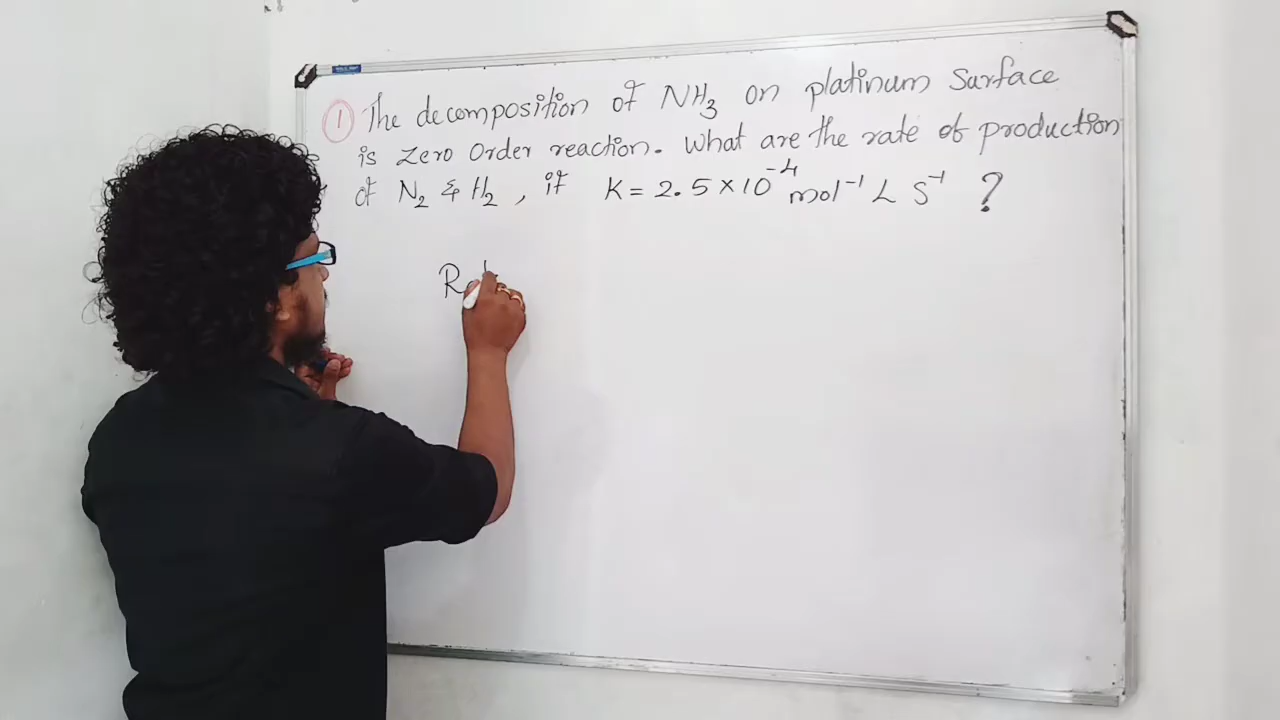 1 The decomposition of NH₃ on platinum Surface
is Zero Order reaction. What are the rate of production
of N₂ & H₂, if K = 2.5 × 10⁻⁴ mol⁻¹ L S⁻¹ ?
R